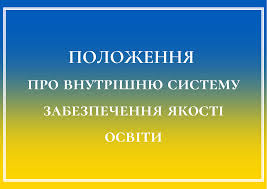 ПОЛОЖЕННЯ
ПРО ВНУТРІШНЮ СИСТЕМУ
ЗАБЕЗПЕЧЕННЯ ЯКОСТІ
ОСВІТИ